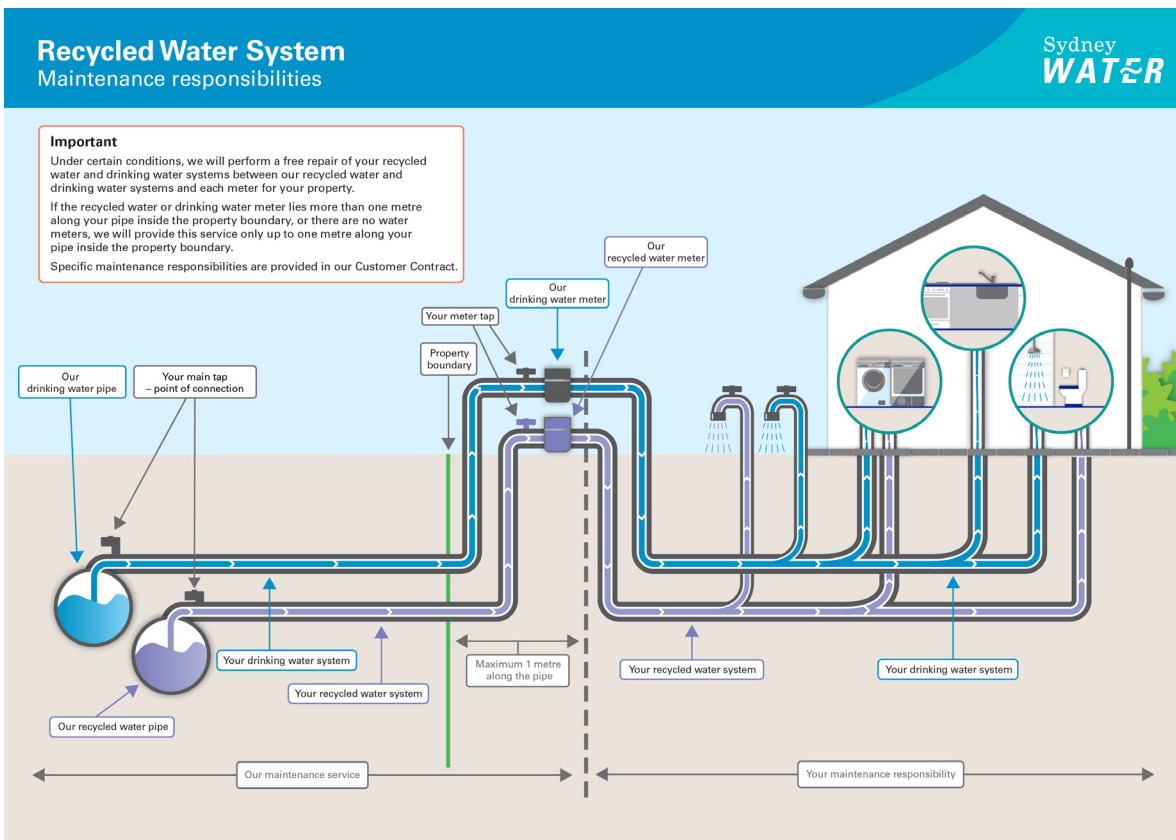 Recycled Water System
Maintenance responsibilities
Sydney
WATER
Important
Under certain conditions, we will perform a free repair of your recycled
water and drinking water systems between our recycled water and
drinking water systems and each meter for your property.
If the recycled water or drinking water meter lies more than one metre
along your pipe inside the property boundary, or there are no water
meters, we will provide this service only up to one metre along your
pipe inside the property boundary.
Specific maintenance responsibilities are provided in our Customer Contract.
Our
recycled water meter
Our
drinking water meter
Your meter tap
Property
boundary
Our
drinking water pipe
Your main tap
– point of connection
Your drinking water system
Your recycled water system
Our recycled water pipe
Maximum 1 metre
along the pipe
Your recycled water system
Your drinking water system
Our maintenance service
Your maintenance responsibility